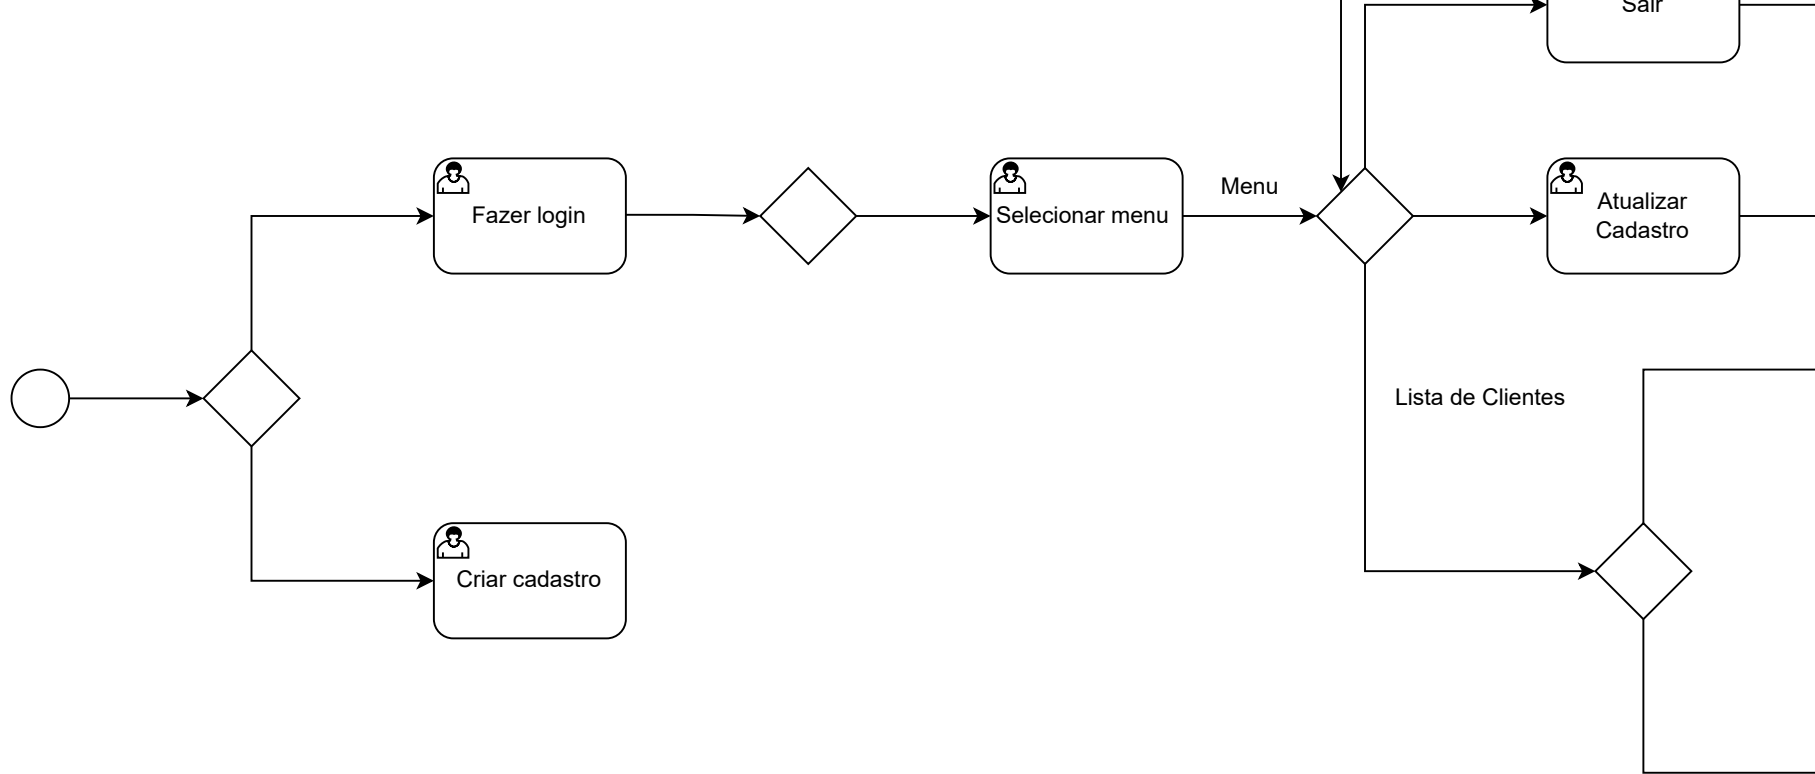 Sair
Fazer login
Selecionar menu
Menu
Atualizar
Cadastro
Lista de Clientes
Criar cadastro